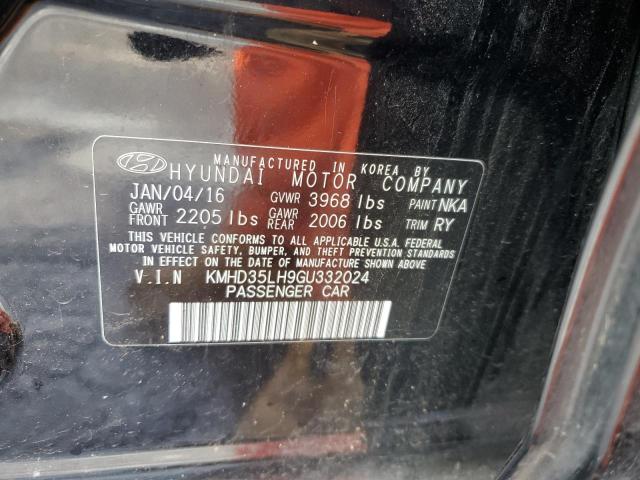 MANUFACTURED IN KOREA BY
HYUNDAI MOTOR COMPANY
JAN/04/16 GVWR 3968 lbs PAINT NKA
GAWR FRONT 2205 lbs GAWR REAR 2006 lbs TRIM RY
THIS VEHICLE CONFORMS TO ALL APPLICABLE U.S.A. FEDERAL
MOTOR VEHICLE SAFETY, BUMPER, AND THEFT PREVENTION STANDARDS
IN EFFECT ON THE DATE OF MANUFACTURE SHOWN ABOVE
V.I.N KMHD35LH9GU332024
PASSENGER CAR